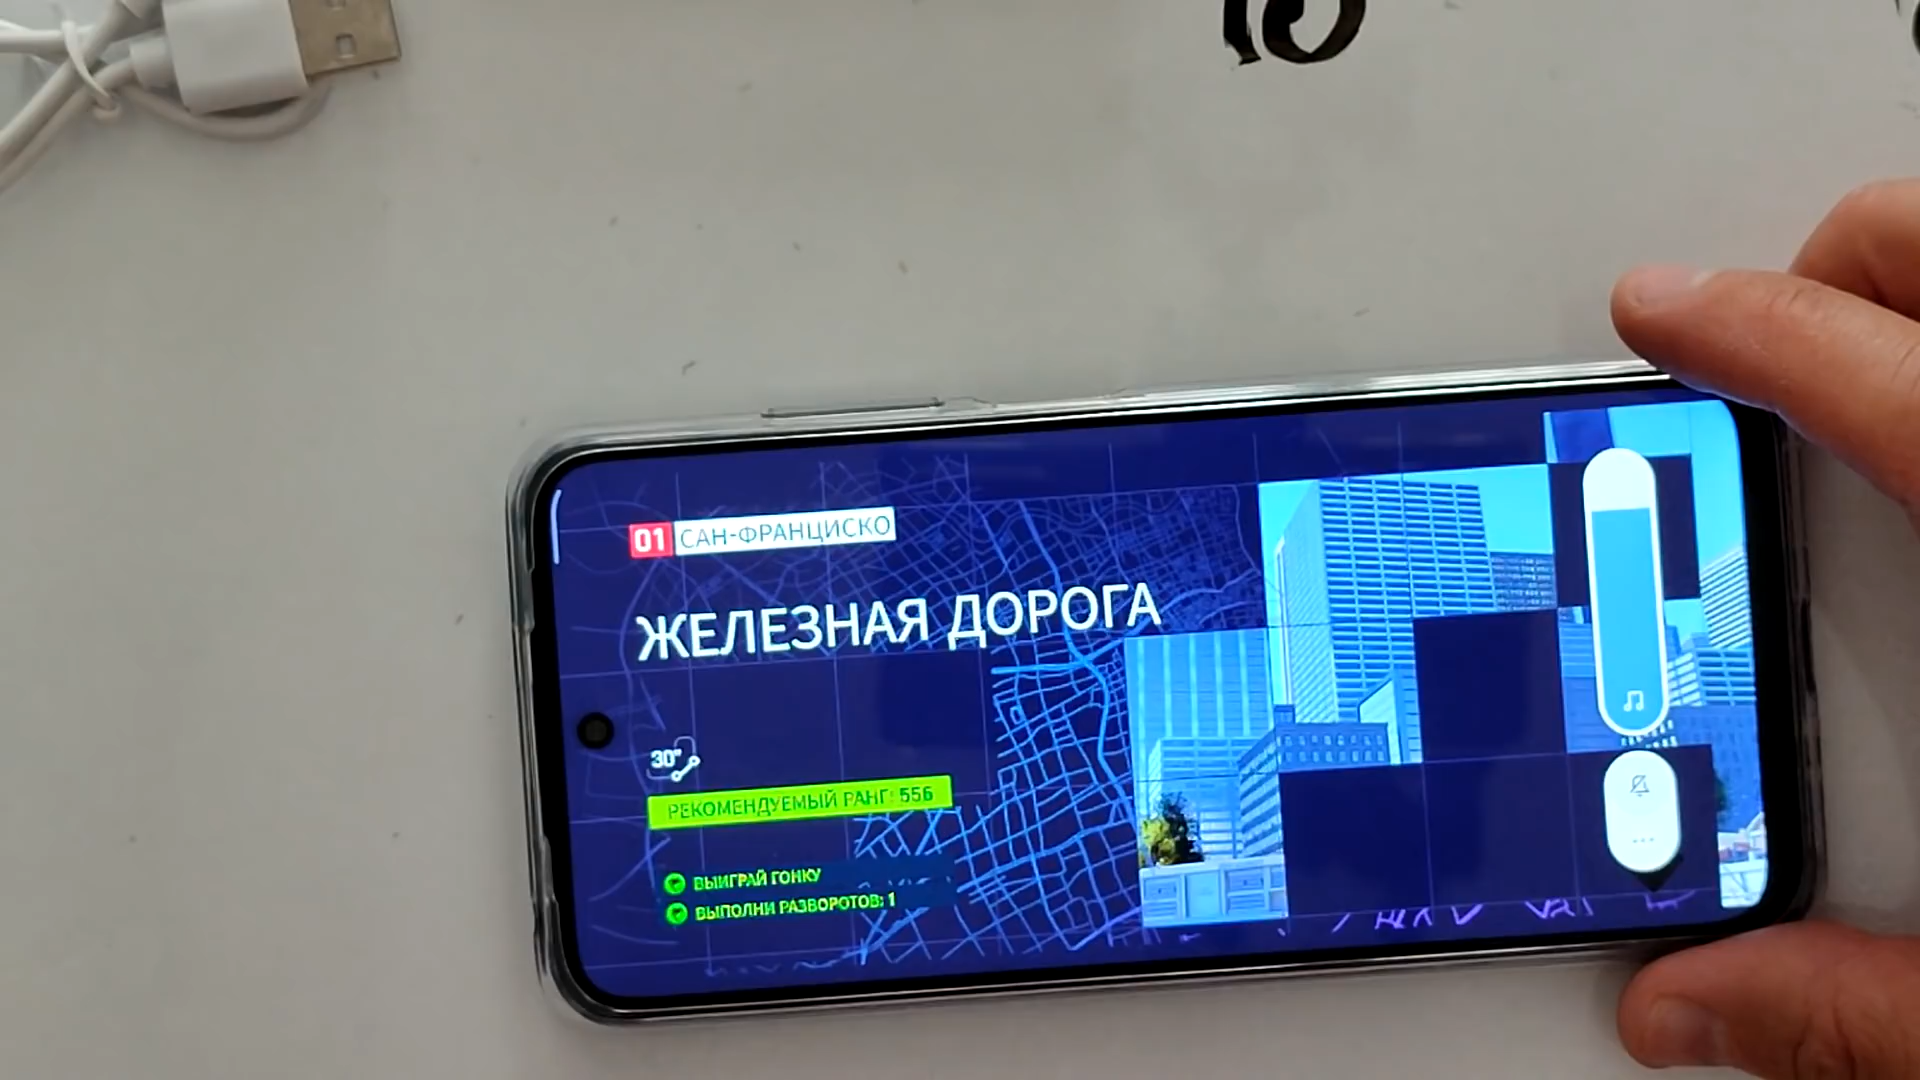 01 САН-ФРАНЦИСКО
ЖЕЛЕЗНАЯ ДОРОГА
30"
РЕКОМЕНДУЕМЫЙ РАНГ: 556
ВЫИГРАЙ ГОНКУ
ВЫПОЛНИ РАЗВОРОТОВ: 1